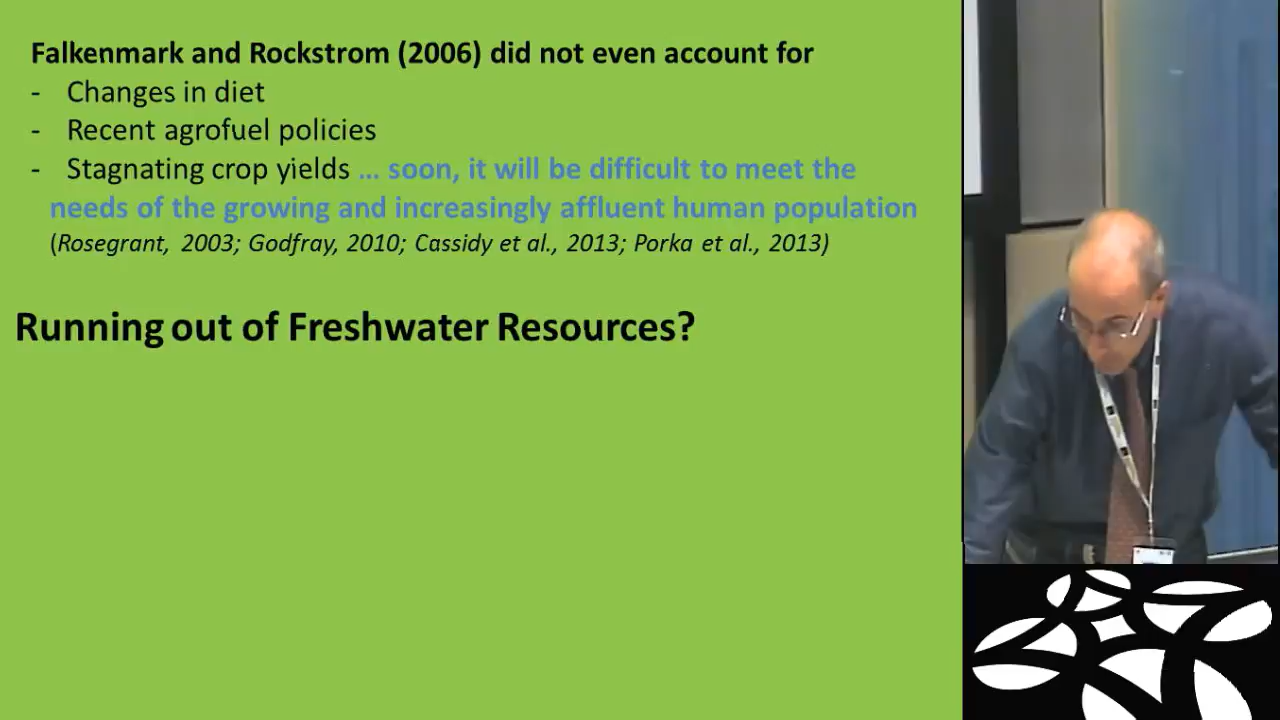 Falkenmark and Rockstrom (2006) did not even account for
- Changes in diet
- Recent agrofuel policies
- Stagnating crop yields … soon, it will be difficult to meet the
needs of the growing and increasingly affluent human population
(Rosegrant, 2003; Godfray, 2010; Cassidy et al., 2013; Porka et al., 2013)
Running out of Freshwater Resources?